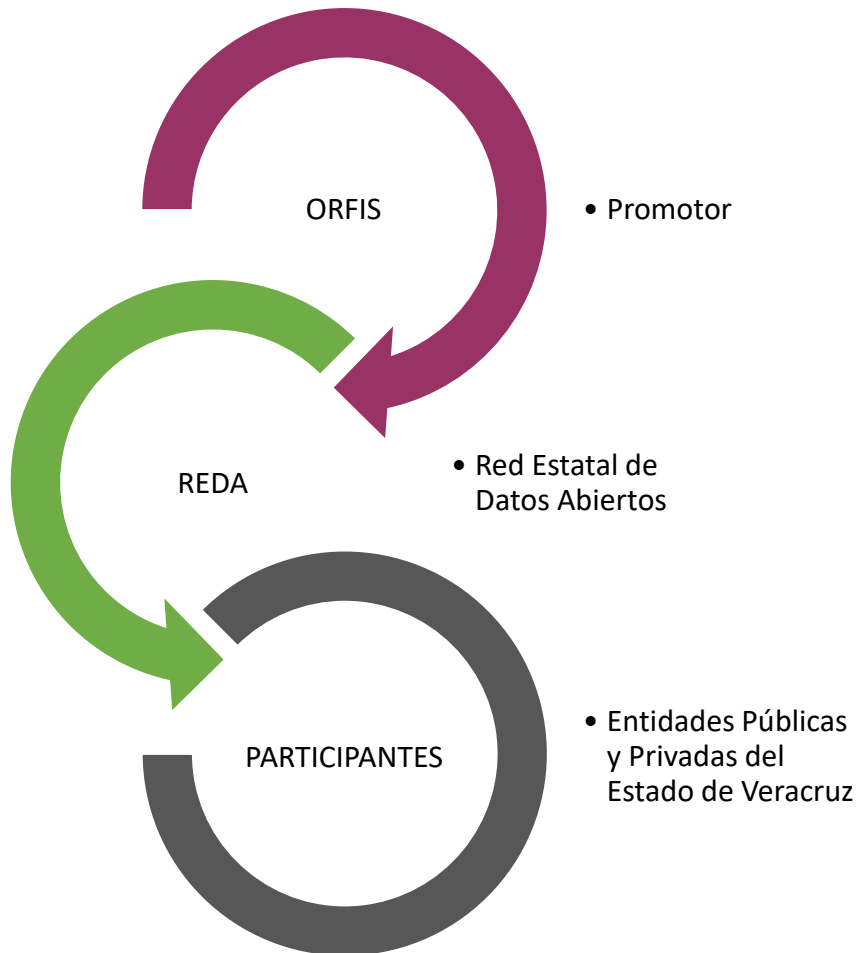 ORFIS
• Promotor
REDA
• Red Estatal de
Datos Abiertos
PARTICIPANTES
• Entidades Públicas
y Privadas del
Estado de Veracruz